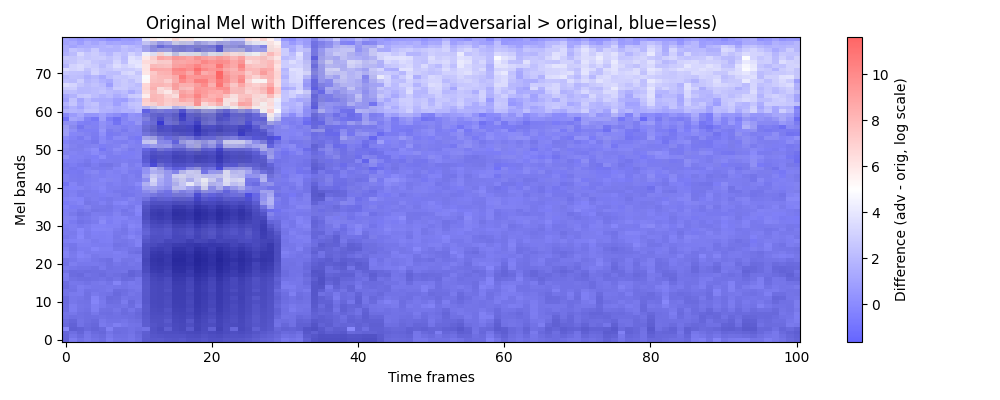 Original Mel with Differences (red=adversarial > original, blue=less)
Mel bands
70
60
50
40
30
20
10
0
0 20 40 60 80 100
Time frames
10
8
6
4
2
0
Difference (adv - orig, log scale)